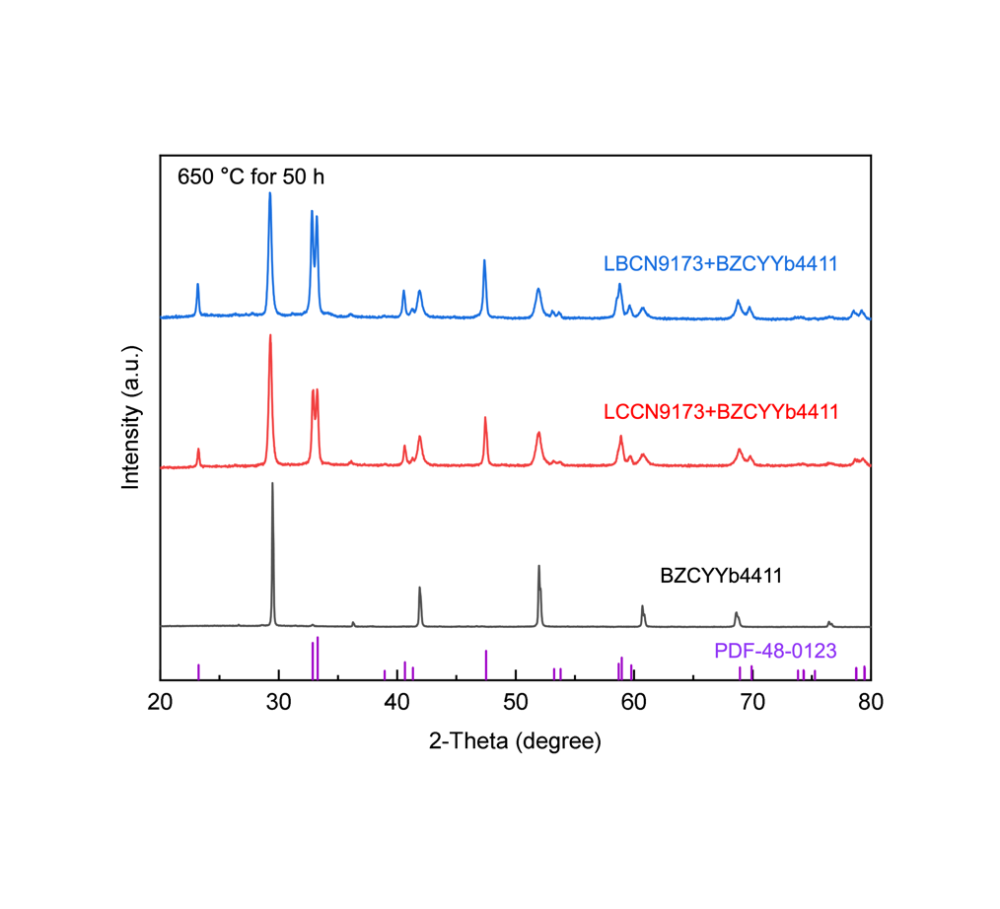 650 °C for 50 h
LBCN9173+BZCYYb4411
LCCN9173+BZCYYb4411
BZCYYb4411
PDF-48-0123
Intensity (a.u.)
20 30 40 50 60 70 80
2-Theta (degree)